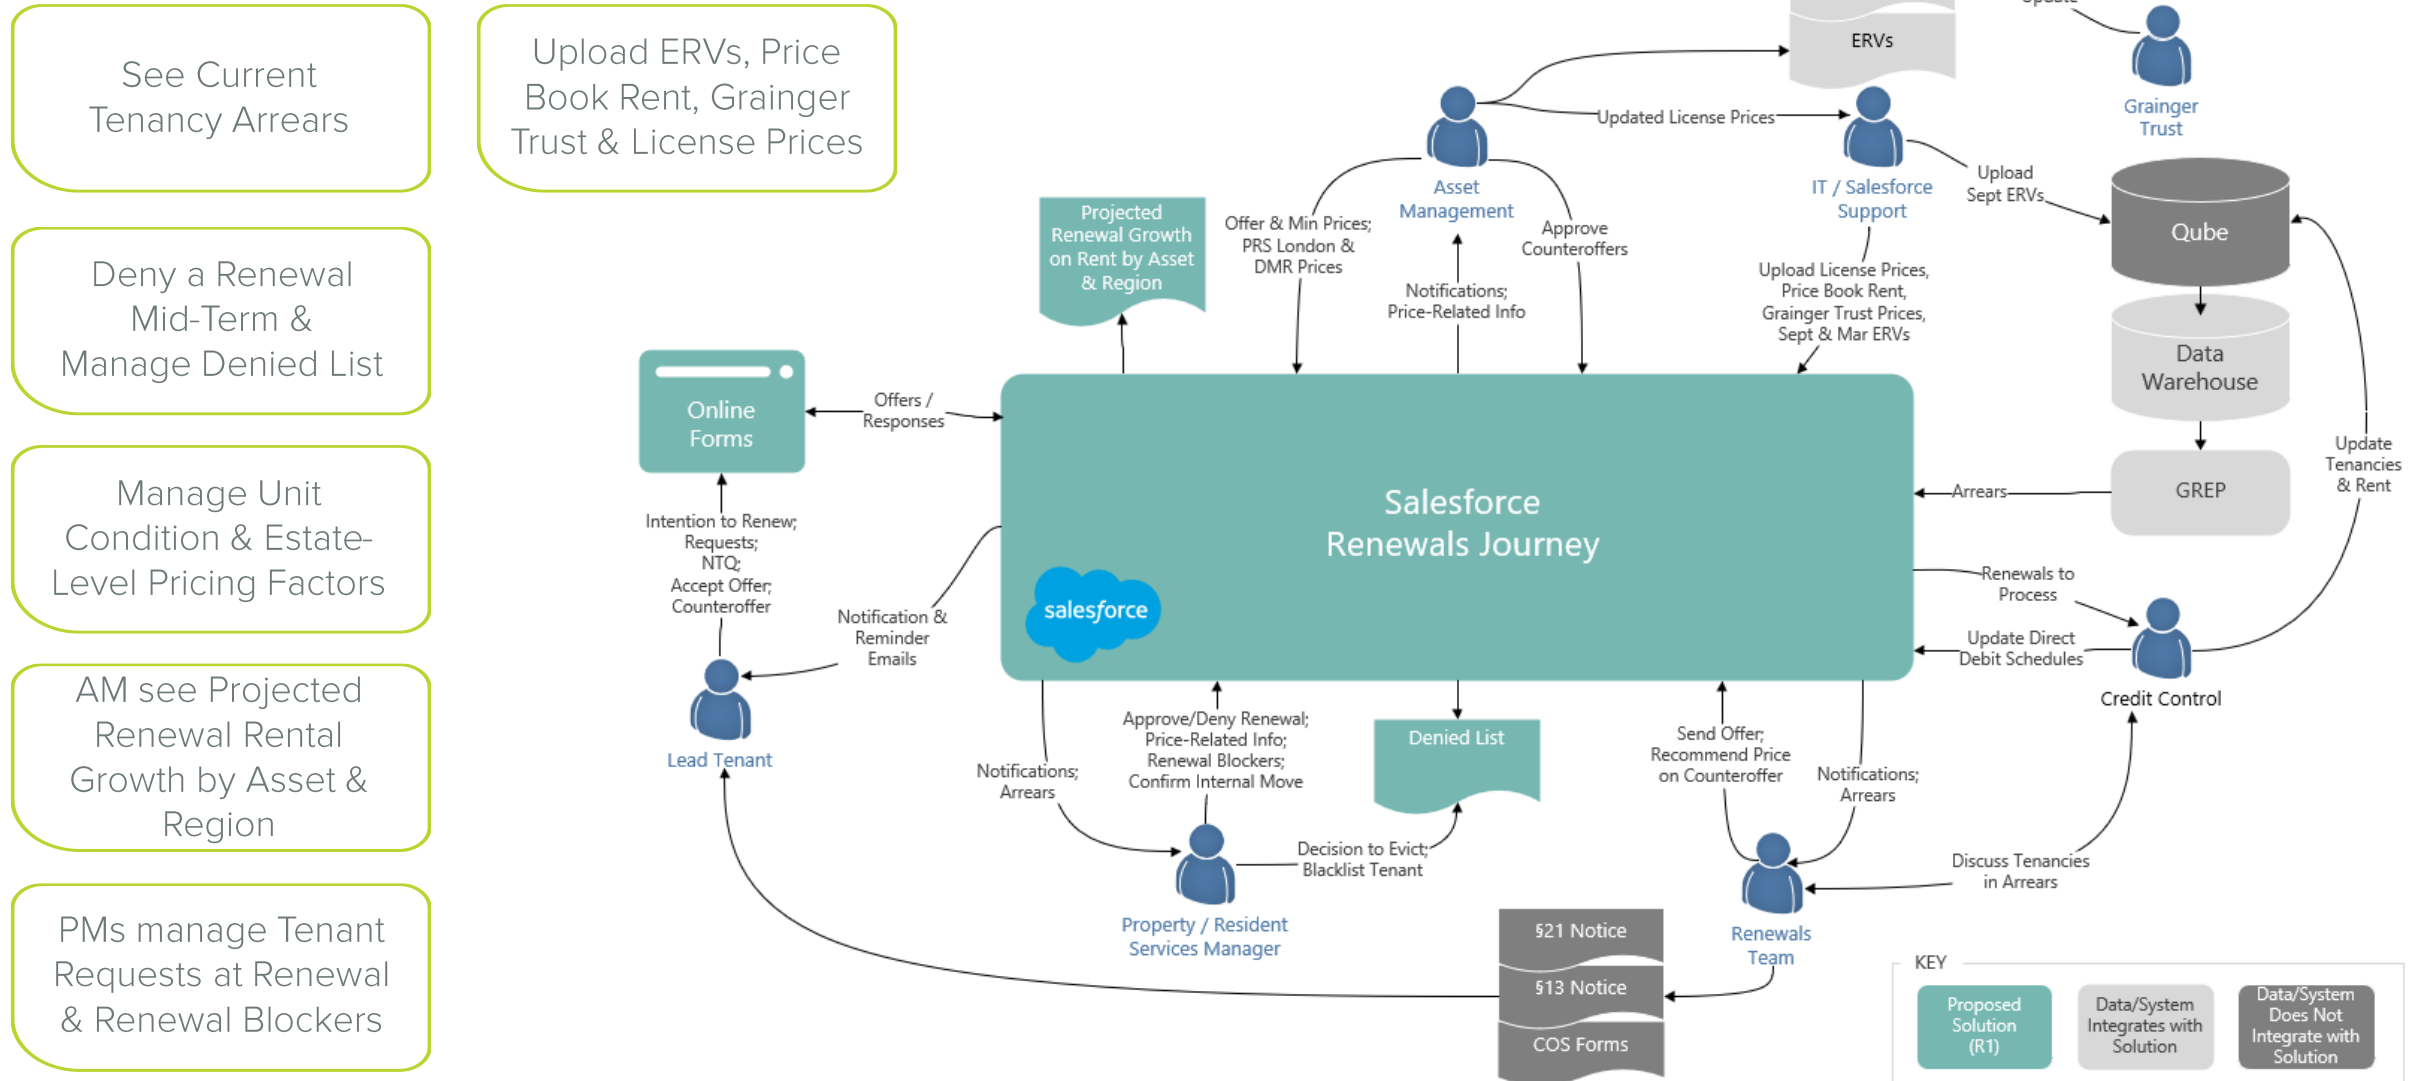 See Current
Tenancy Arrears
Upload ERVs, Price
Book Rent, Grainger
Trust & License Prices
Deny a Renewal
Mid-Term &
Manage Denied List
Manage Unit
Condition & Estate-
Level Pricing Factors
AM see Projected
Renewal Rental
Growth by Asset &
Region
PMs manage Tenant
Requests at Renewal
& Renewal Blockers
ERVs
Grainger
Trust
Updated License Prices
Asset
Management
IT / Salesforce
Support
Upload
Sept ERVs
Qube
Projected
Renewal Growth
on Rent by Asset
& Region
Offer & Min Prices;
PRS London &
DMR Prices
Notifications;
Price-Related Info
Approve
Counteroffers
Upload License Prices,
Price Book Rent,
Grainger Trust Prices,
Sept & Mar ERVs
Data
Warehouse
Online
Forms
Offers /
Responses
Update
Tenancies
& Rent
GREP
Arrears
Salesforce
Renewals Journey
salesforce
Intention to Renew;
Requests;
NTQ;
Accept Offer;
Counteroffer
Notification &
Reminder
Emails
Renewals to
Process
Update Direct
Debit Schedules
Credit Control
Lead Tenant
Notifications;
Arrears
Approve/Deny Renewal;
Price-Related Info;
Renewal Blockers;
Confirm Internal Move
Denied List
Send Offer;
Recommend Price
on Counteroffer
Notifications;
Arrears
Decision to Evict;
Blacklist Tenant
Discuss Tenancies
in Arrears
Property / Resident
Services Manager
Renewals
Team
§21 Notice
§13 Notice
COS Forms
KEY
Proposed
Solution
(R1)
Data/System
Integrates with
Solution
Data/System
Does Not
Integrate with
Solution